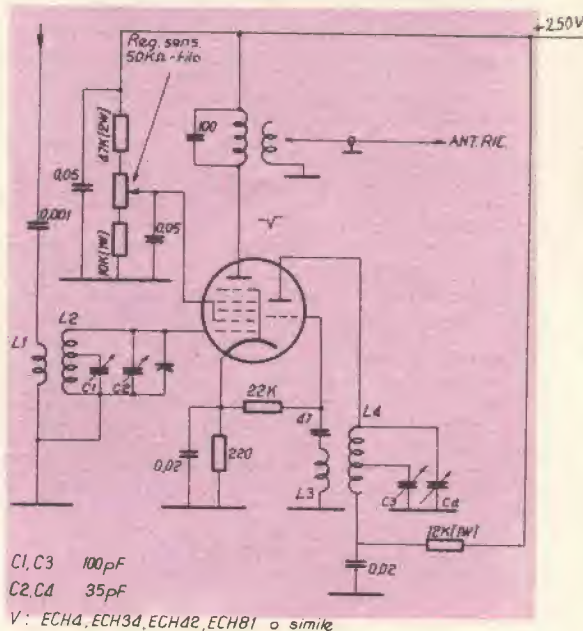 +250V
Reg. sens.
50KΩ-filo
100
ANT. RIC.
47K[2W]
0,05
0,001
0,05
10K[1W]
V
L1
L2
C1
C2
22K
L4
47
0,02
220
L3
C3
C4
12K[1W]
0,02
C1,C3 100pF
C2,C4 35pF
V: ECH4, ECH34, ECH42, ECH81 o simile